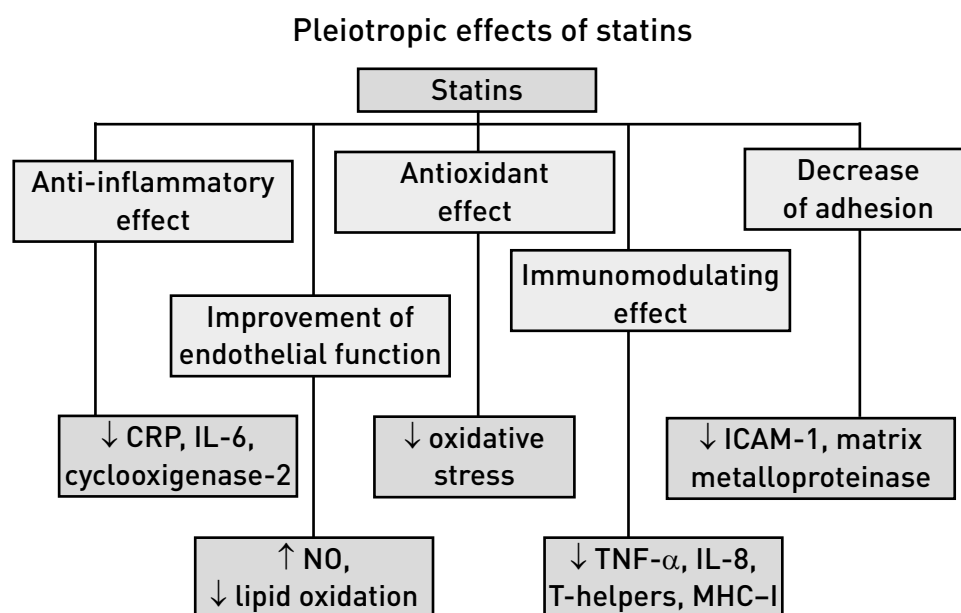 Pleiotropic effects of statins
Statins
Anti-inflammatory
effect
Antioxidant
effect
Decrease
of adhesion
Immunomodulating
effect
Improvement of
endothelial function
↓ CRP, IL-6,
cyclooxigenase-2
↓ oxidative
stress
↓ ICAM-1, matrix
metalloproteinase
↑ NO,
↓ lipid oxidation
↓ TNF-α, IL-8,
T-helpers, MHC–I